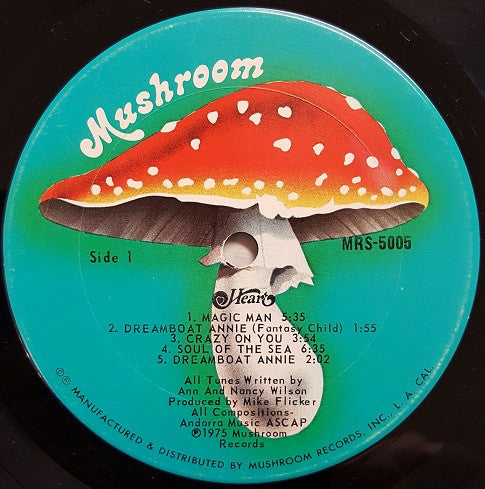 Mushroom
Side 1
MRS-5005
Heart
1. MAGIC MAN 5:35
2. DREAMBOAT ANNIE (Fantasy Child) 1:55
3. CRAZY ON YOU 3:54
4. SOUL OF THE SEA 6:35
5. DREAMBOAT ANNIE 2:02
All Tunes Written by
Ann And Nancy Wilson
Produced by Mike Flicker
All Compositions-
Andorra Music ASCAP
Ⓟ1975 Mushroom
Records
©Ⓟ MANUFACTURED & DISTRIBUTED BY MUSHROOM RECORDS, INC., L. A. CAL.